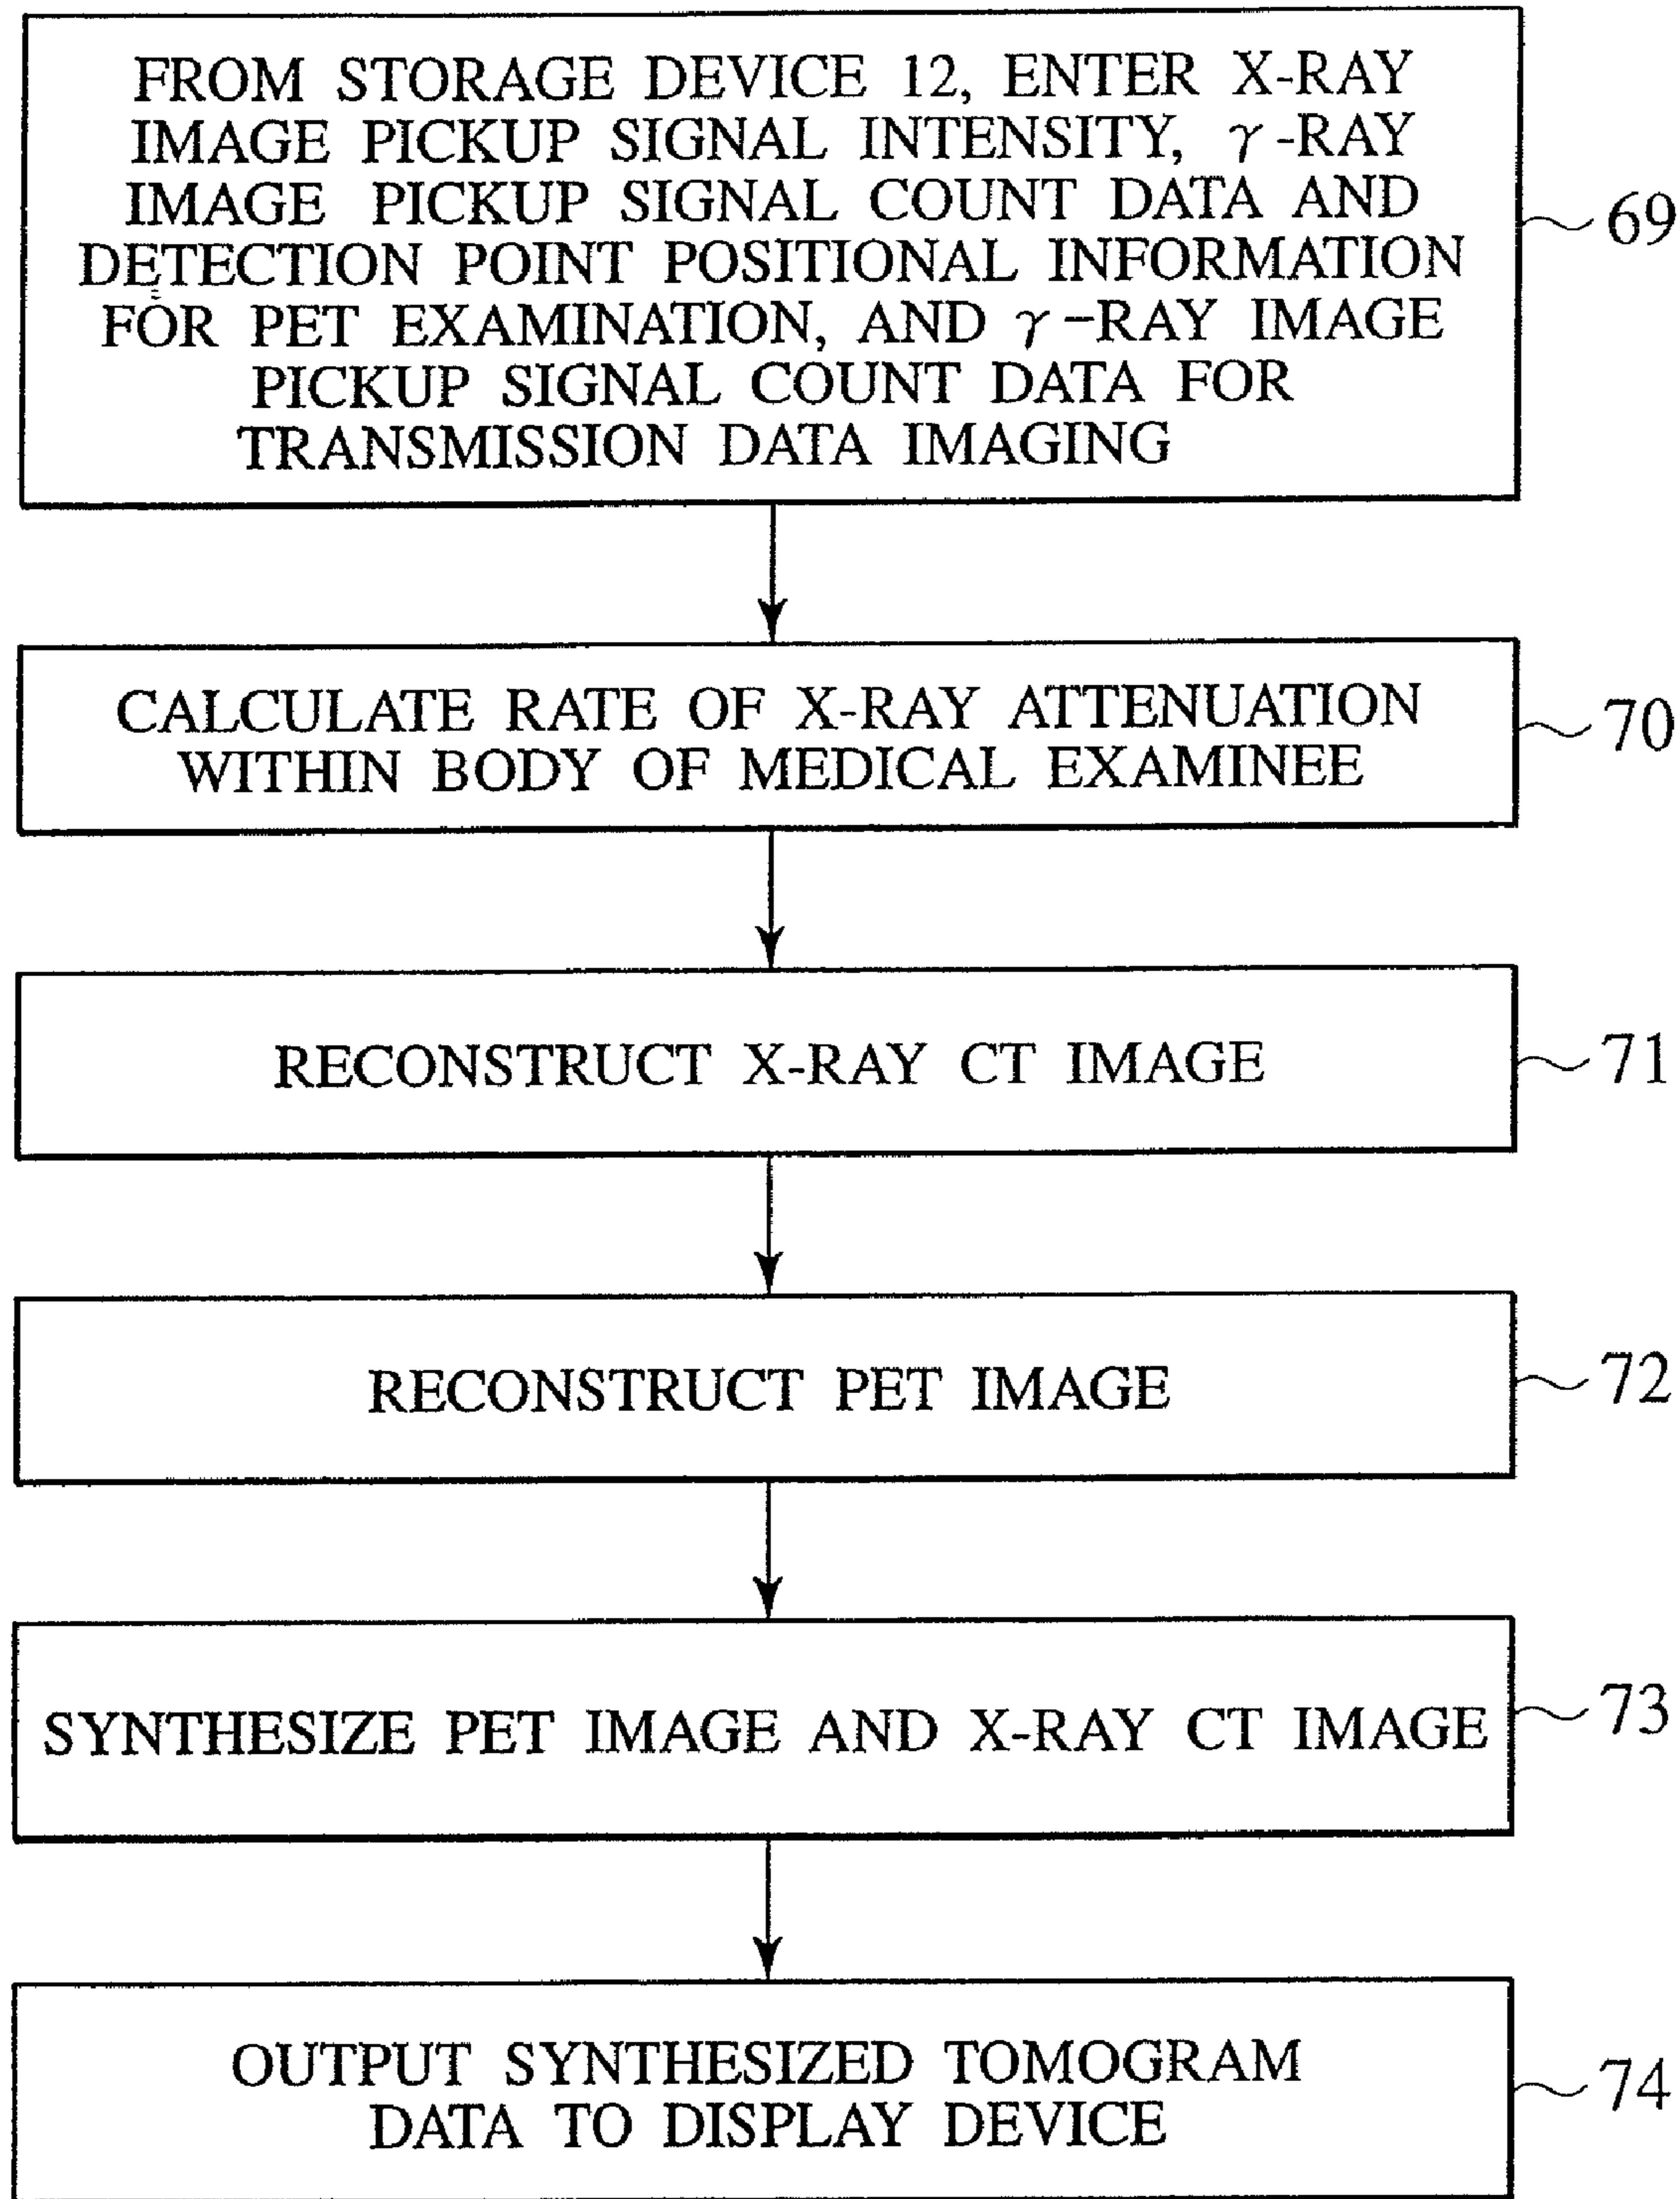 FROM STORAGE DEVICE 12, ENTER X-RAY
IMAGE PICKUP SIGNAL INTENSITY, γ-RAY
IMAGE PICKUP SIGNAL COUNT DATA AND
DETECTION POINT POSITIONAL INFORMATION
FOR PET EXAMINATION, AND γ-RAY IMAGE
PICKUP SIGNAL COUNT DATA FOR
TRANSMISSION DATA IMAGING
69
CALCULATE RATE OF X-RAY ATTENUATION
WITHIN BODY OF MEDICAL EXAMINEE
70
RECONSTRUCT X-RAY CT IMAGE
71
RECONSTRUCT PET IMAGE
72
SYNTHESIZE PET IMAGE AND X-RAY CT IMAGE
73
OUTPUT SYNTHESIZED TOMOGRAM
DATA TO DISPLAY DEVICE
74